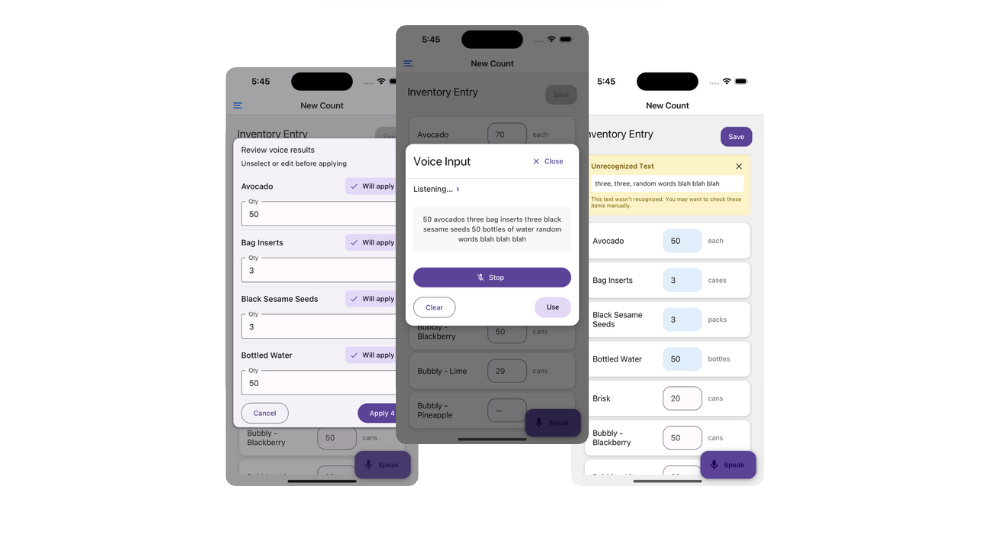 5:45
New Count
Inventory Entry
Save
Review voice results
Unselect or edit before applying
Avocado
Will apply
Qty
50
Bag Inserts
Will apply
Qty
3
Black Sesame Seeds
Will apply
Qty
3
Bottled Water
Will apply
Qty
50
Cancel
Apply 4
Bubbly -
Blackberry
50
cans
Speak
5:45
New Count
Inventory Entry
Save
Avocado
70
each
Voice Input
Close
Listening...
50 avocados three bag inserts three black
sesame seeds 50 bottles of water random
words blah blah blah
Stop
Clear
Use
Bubbly -
Blackberry
50
cans
Bubbly - Lime
29
cans
Bubbly -
Pineapple
—
Speak
5:45
New Count
nventory Entry
Save
Unrecognized Text
three, three, random words blah blah blah
This text wasn't recognized. You may want to check these
items manually.
Avocado
50
each
Bag Inserts
3
cases
Black Sesame
Seeds
3
packs
Bottled Water
50
bottles
Brisk
20
cans
Bubbly -
Blackberry
50
cans
Speak